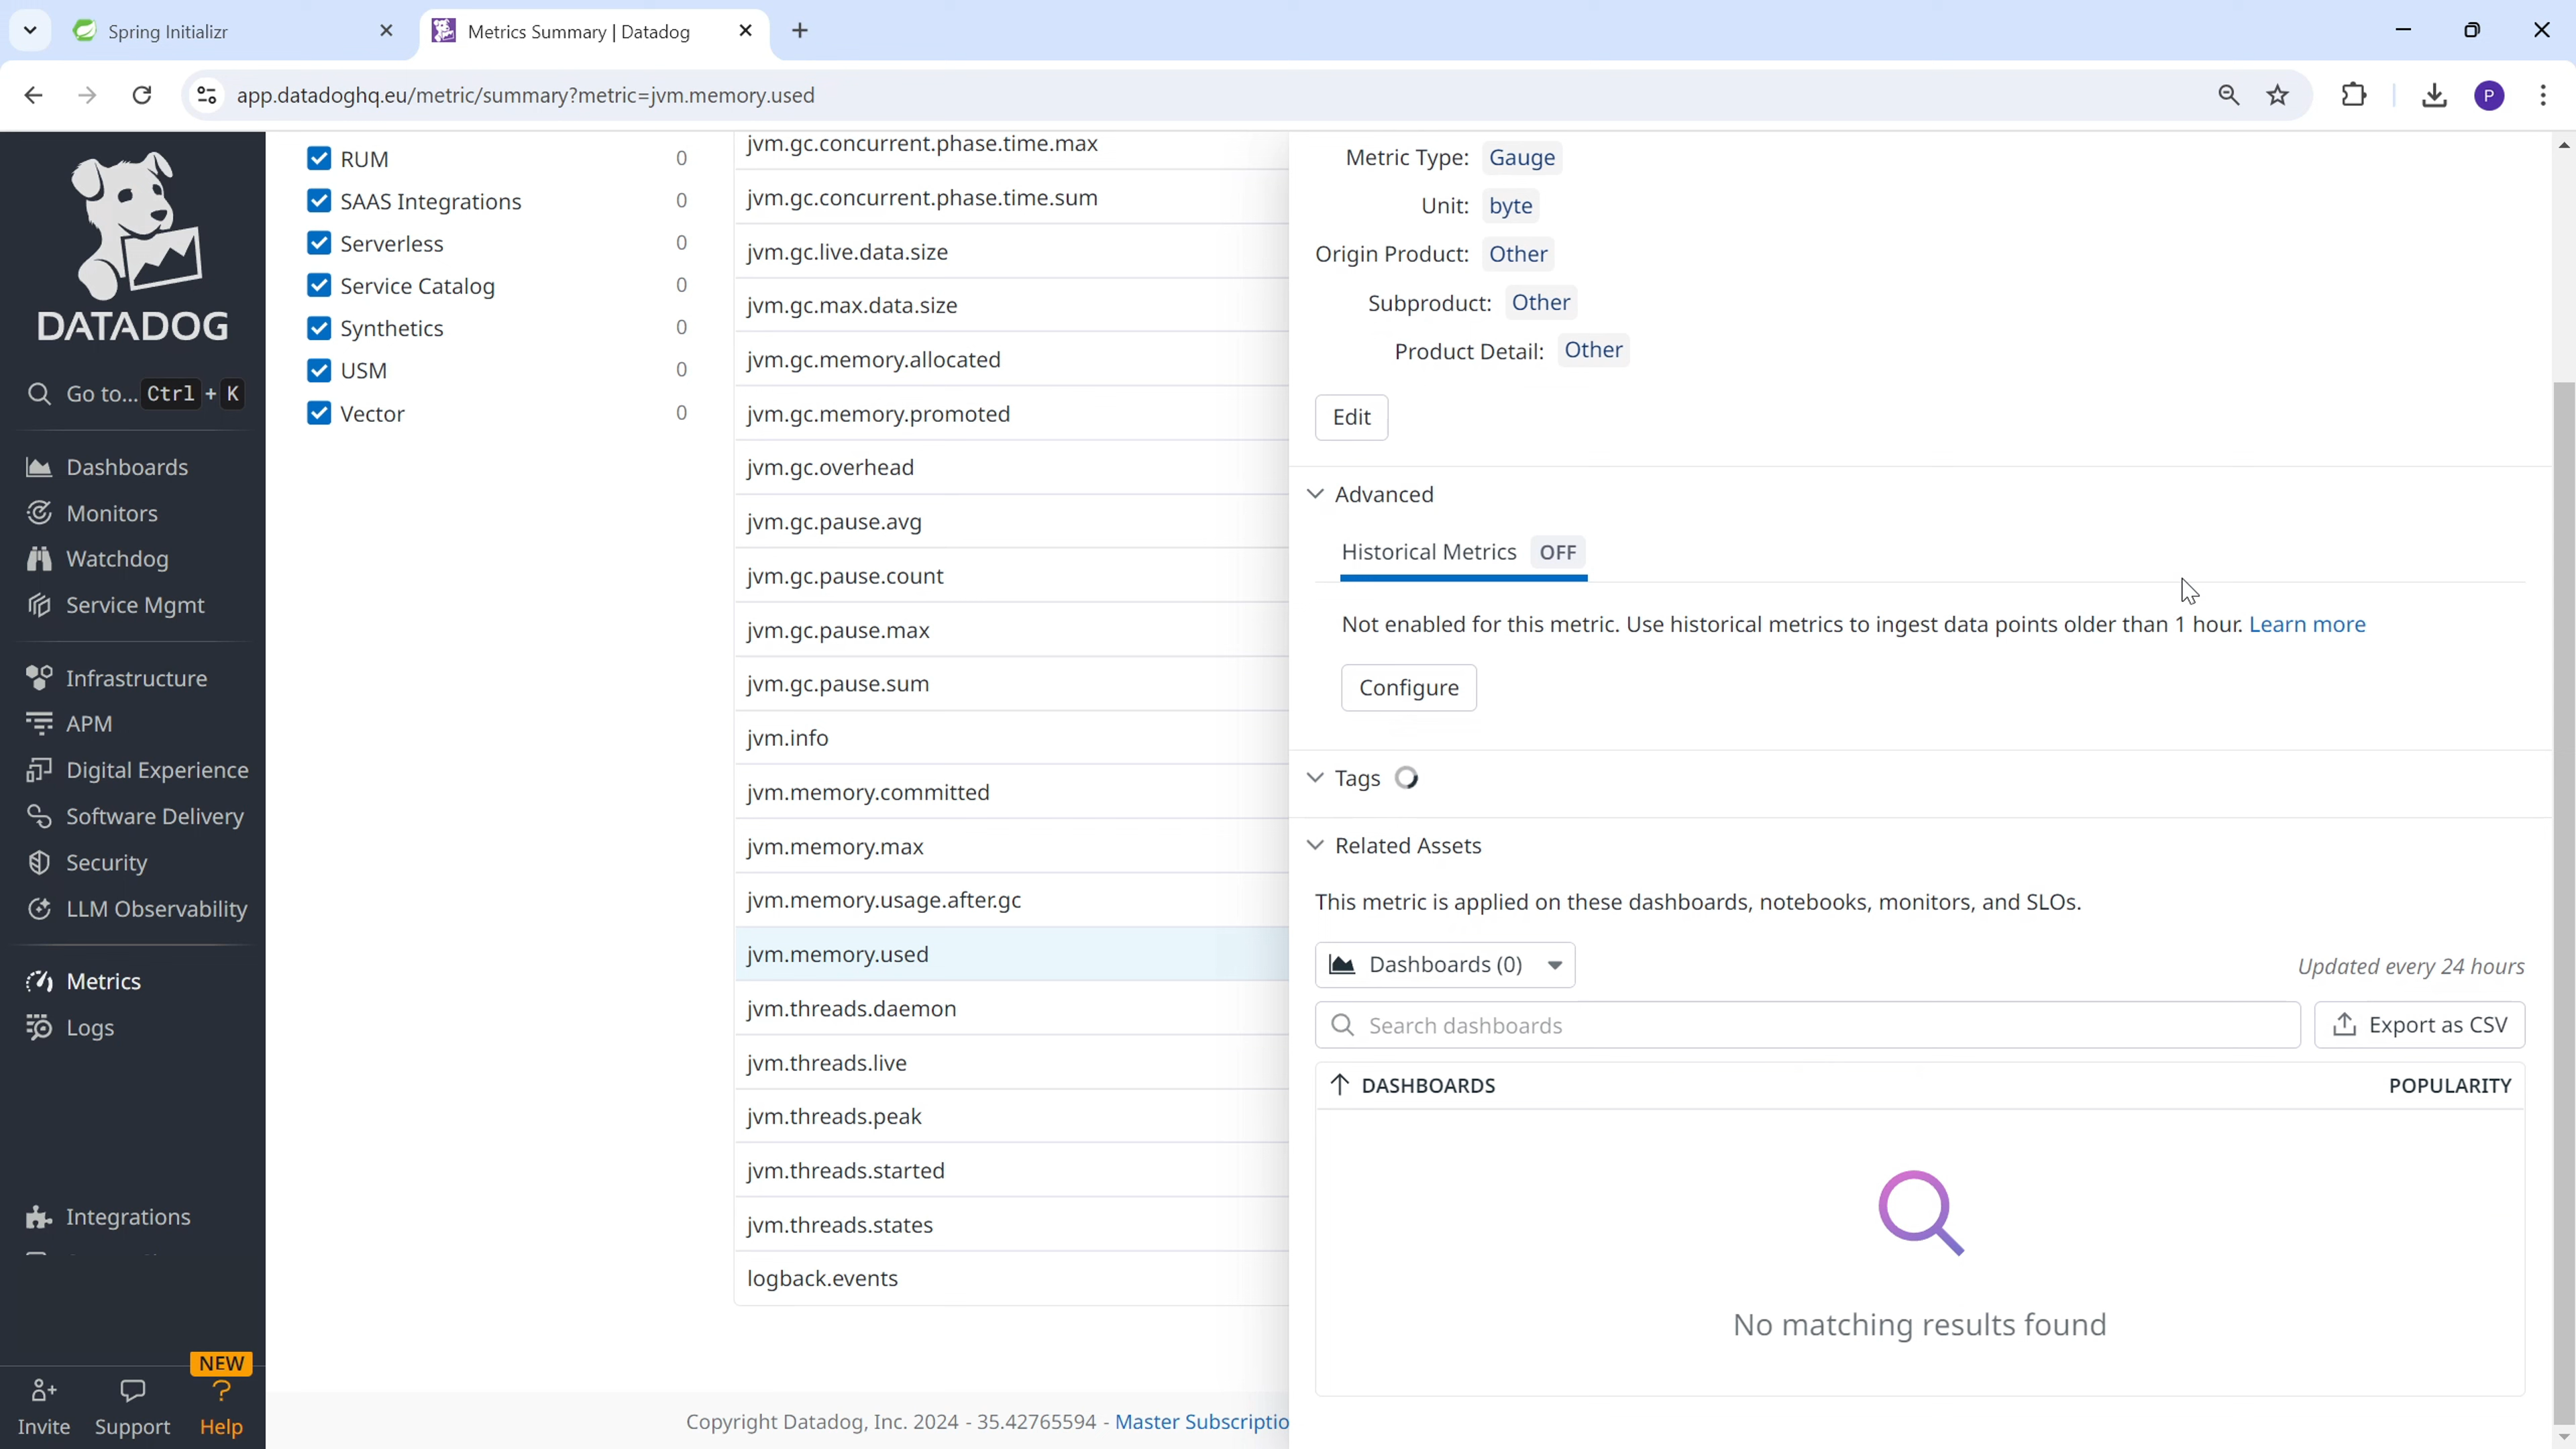 Spring Initializr
Metrics Summary | Datadog
app.datadoghq.eu/metric/summary?metric=jvm.memory.used
P
DATADOG
Go to... Ctrl + K
Dashboards
Monitors
Watchdog
Service Mgmt
Infrastructure
APM
Digital Experience
Software Delivery
Security
LLM Observability
Metrics
Logs
Integrations
NEW
Invite
Support
Help
RUM 0
SAAS Integrations 0
Serverless 0
Service Catalog 0
Synthetics 0
USM 0
Vector 0
jvm.gc.concurrent.phase.time.max
jvm.gc.concurrent.phase.time.sum
jvm.gc.live.data.size
jvm.gc.max.data.size
jvm.gc.memory.allocated
jvm.gc.memory.promoted
jvm.gc.overhead
jvm.gc.pause.avg
jvm.gc.pause.count
jvm.gc.pause.max
jvm.gc.pause.sum
jvm.info
jvm.memory.committed
jvm.memory.max
jvm.memory.usage.after.gc
jvm.memory.used
jvm.threads.daemon
jvm.threads.live
jvm.threads.peak
jvm.threads.started
jvm.threads.states
logback.events
Copyright Datadog, Inc. 2024 - 35.42765594 - Master Subscriptio
Metric Type: Gauge
Unit: byte
Origin Product: Other
Subproduct: Other
Product Detail: Other
Edit
Advanced
Historical Metrics OFF
Not enabled for this metric. Use historical metrics to ingest data points older than 1 hour. Learn more
Configure
Tags
Related Assets
This metric is applied on these dashboards, notebooks, monitors, and SLOs.
Dashboards (0)
Updated every 24 hours
Search dashboards
Export as CSV
DASHBOARDS
POPULARITY
No matching results found